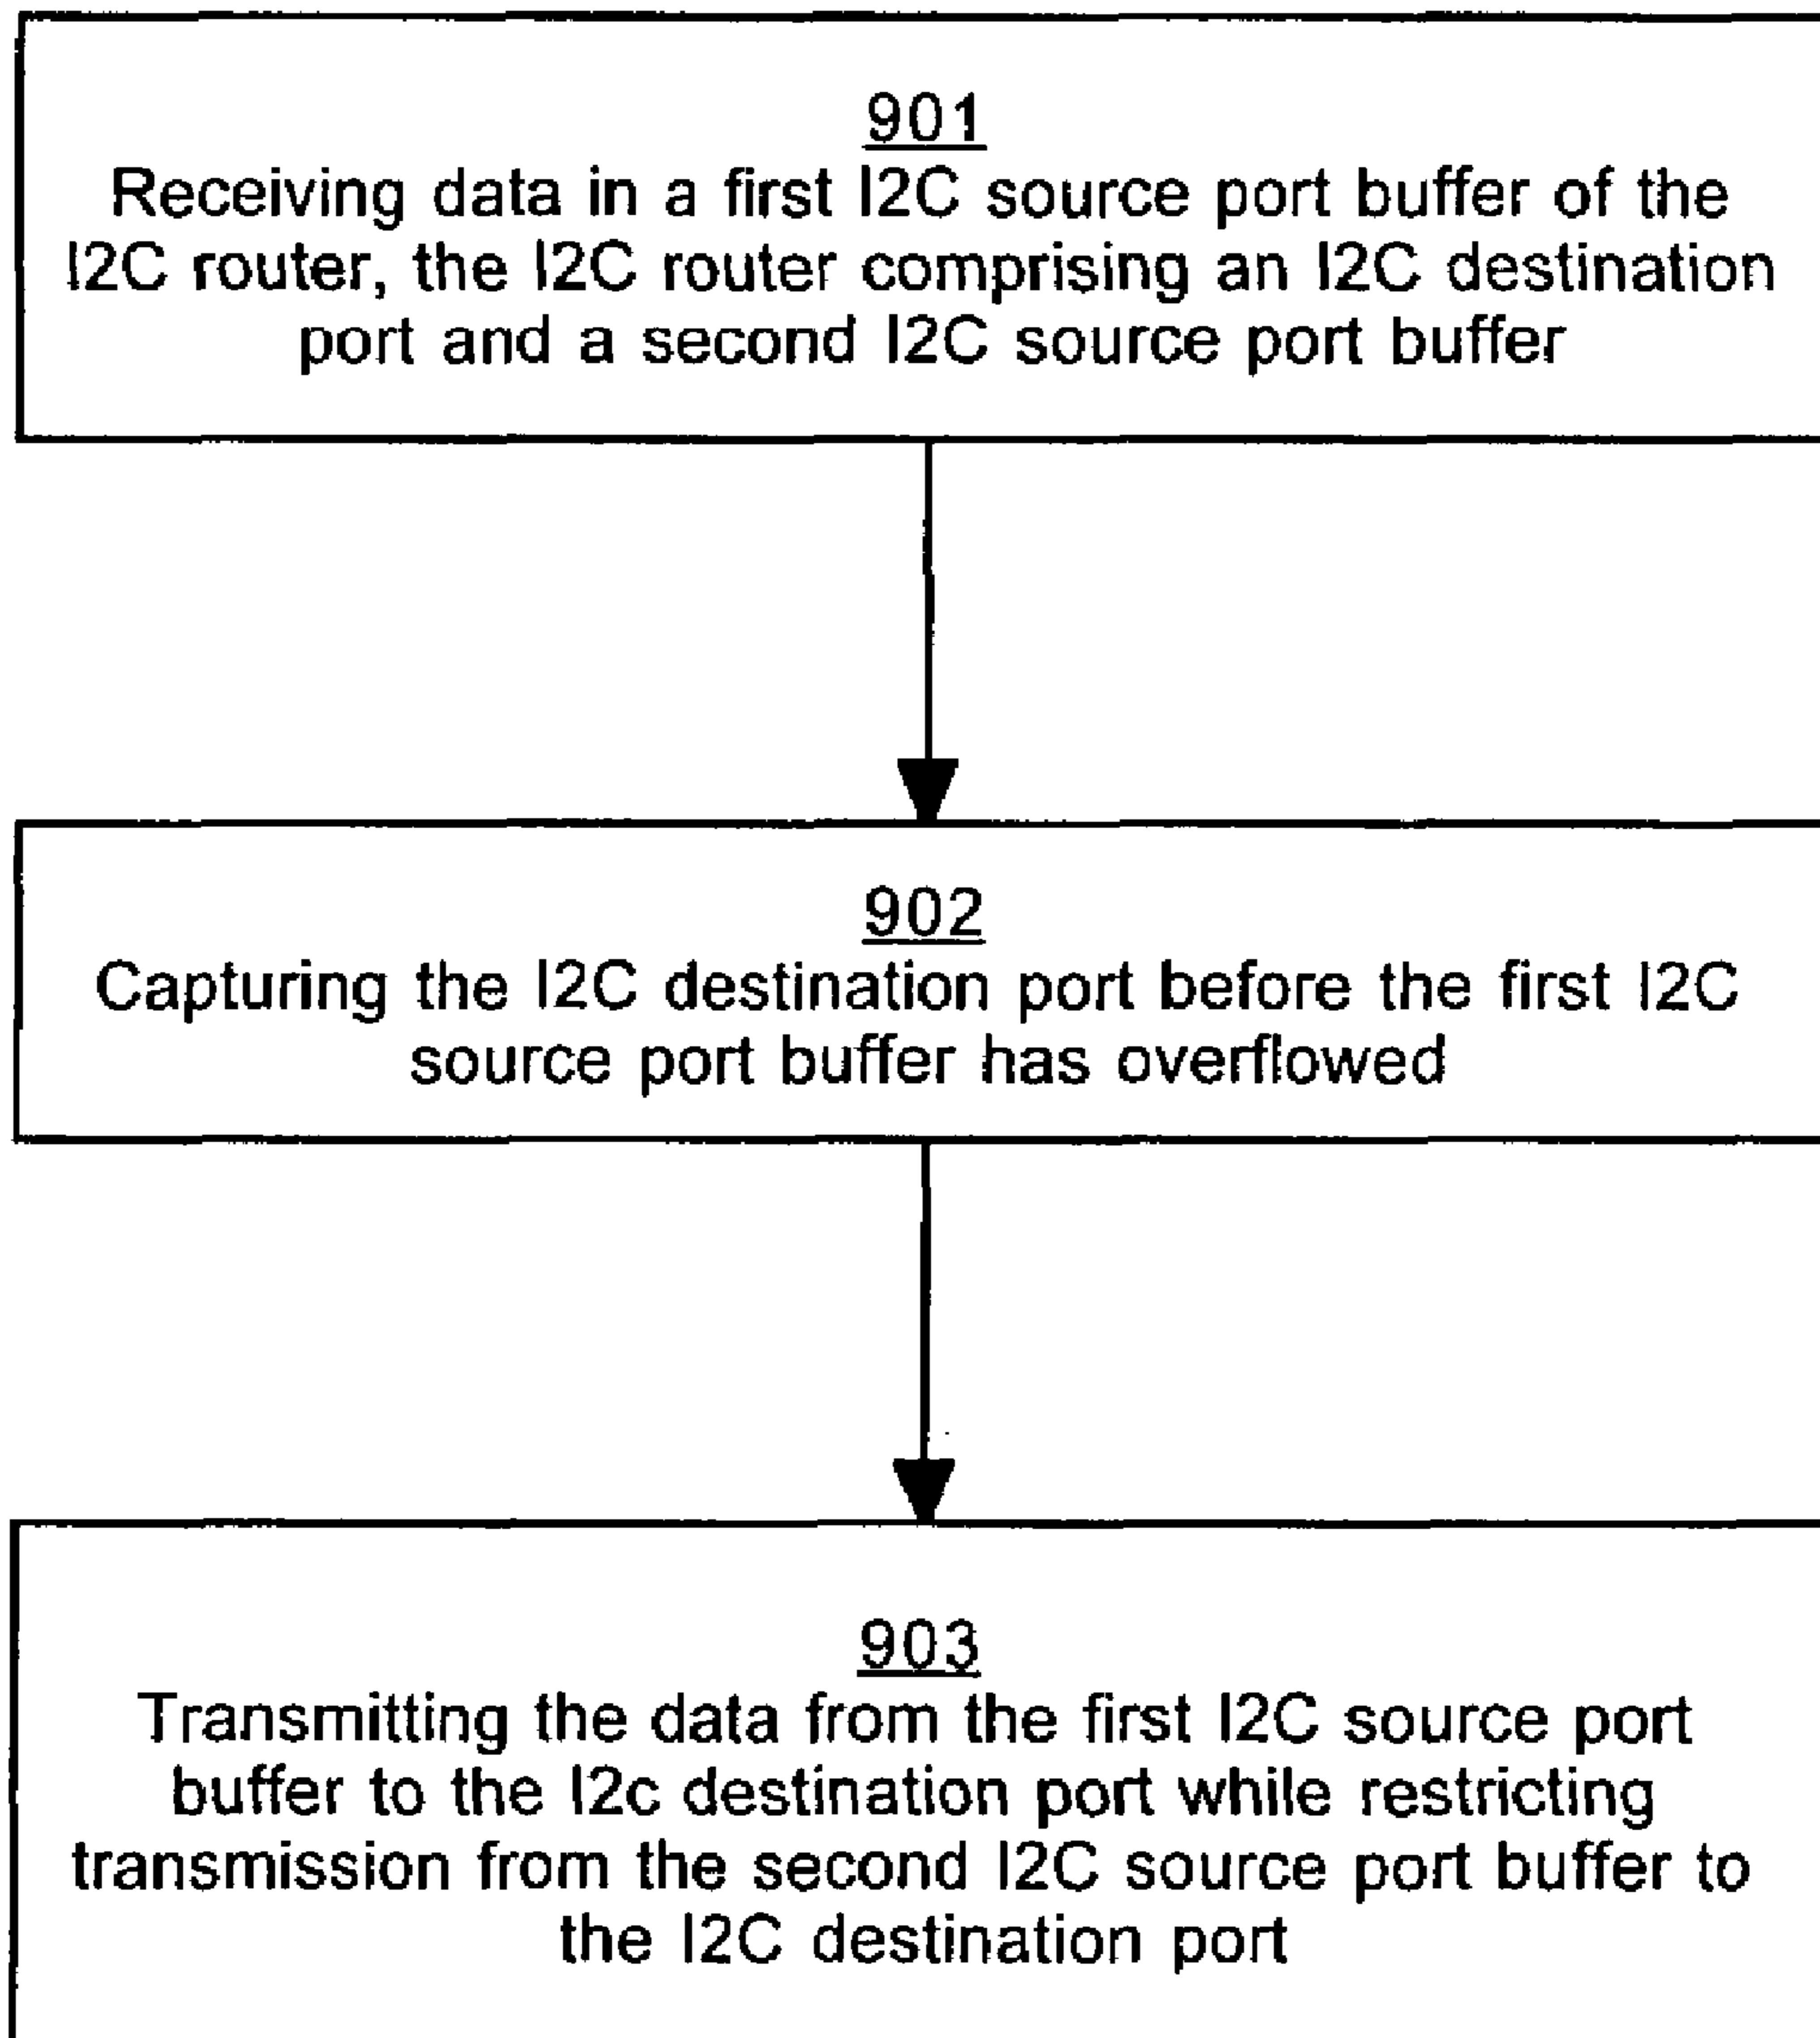 901
Receiving data in a first I2C source port buffer of the
I2C router, the I2C router comprising an I2C destination
port and a second I2C source port buffer
902
Capturing the I2C destination port before the first I2C
source port buffer has overflowed
903
Transmitting the data from the first I2C source port
buffer to the I2c destination port while restricting
transmission from the second I2C source port buffer to
the I2C destination port